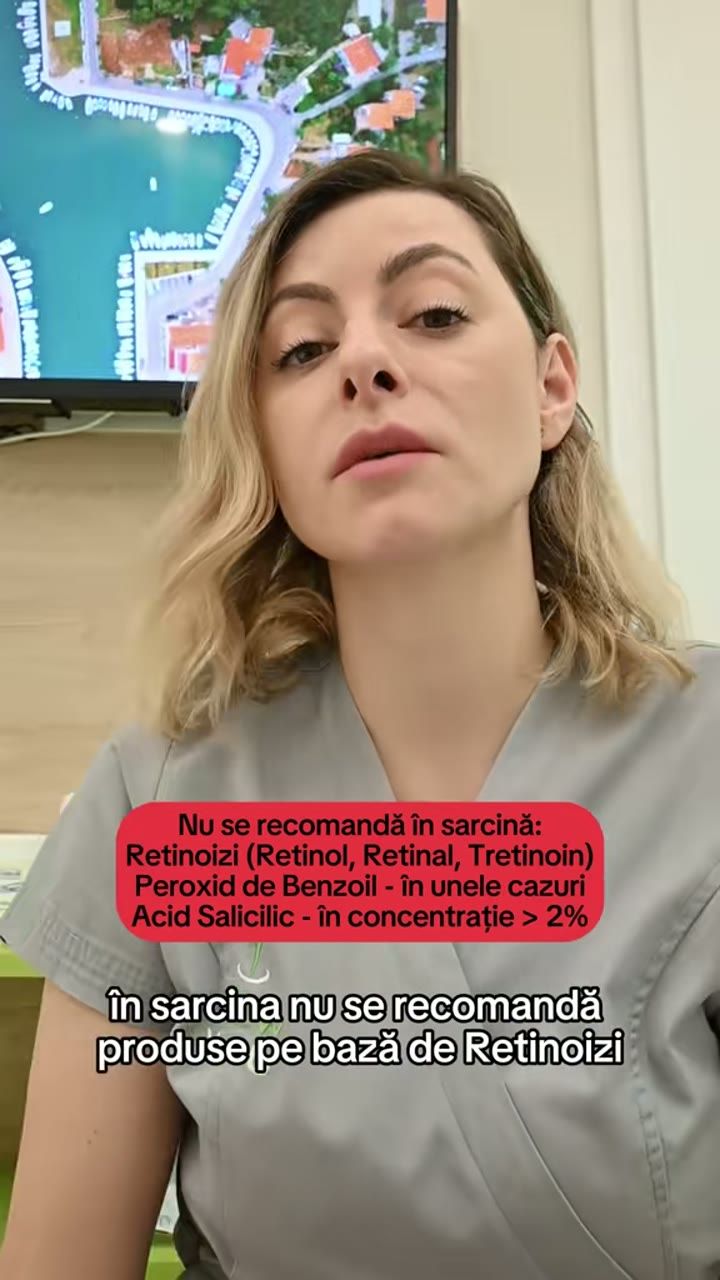 Nu se recomandă în sarcină:
Retinoizi (Retinol, Retinal, Tretinoin)
Peroxid de Benzoil - în unele cazuri
Acid Salicilic - în concentrație > 2%
în sarcina nu se recomandă
produse pe bază de Retinoizi